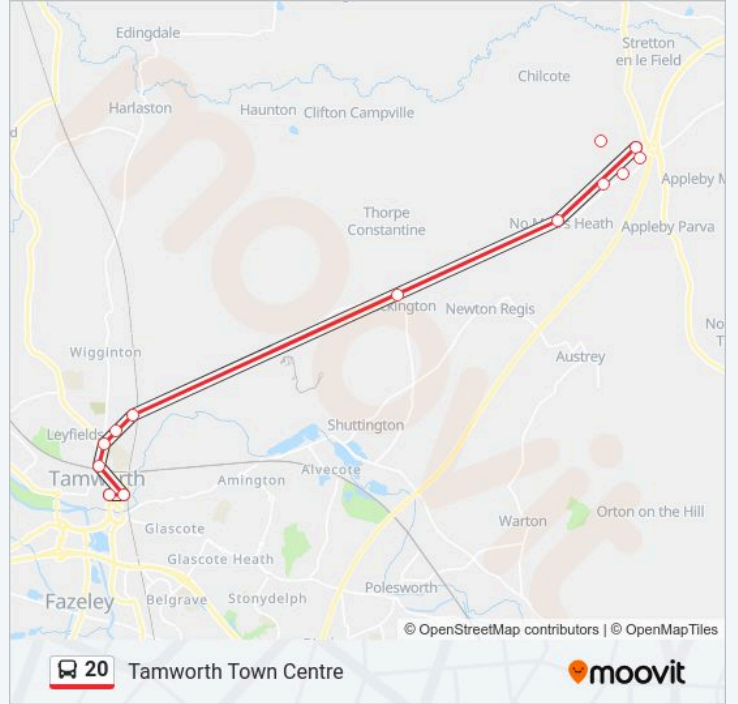 Edingdale
Stretton
en le Field
Chilcote
Harlaston
Haunton
Clifton Campville
d
Appleby M
Thorpe
Constantine
Heath
Appleby Parva
Newton Regis
No
T
Wigginton
Austrey
Leyfields
Shuttington
Tamworth
Alvecote
Amington
Orton on the Hill
Warton
Glascote
Glascote Heath
Polesworth
Fazeley
Belgrave
Stonydelph
© OpenStreetMap contributors | © OpenMapTiles
20
Tamworth Town Centre
moovit
moovit